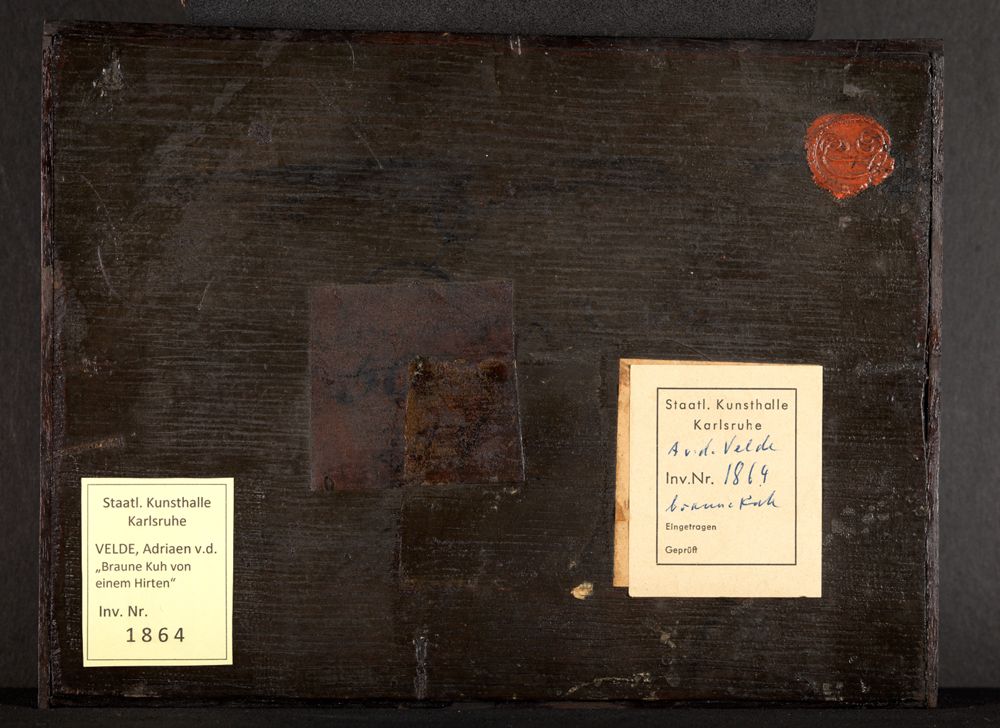 Staatl. Kunsthalle
Karlsruhe
A v. d. Velde
Inv.Nr. 1864
braune Kuh
Eingetragen
Geprüft
Staatl. Kunsthalle
Karlsruhe
VELDE, Adriaen v.d.
„Braune Kuh von
einem Hirten“
Inv. Nr.
1864